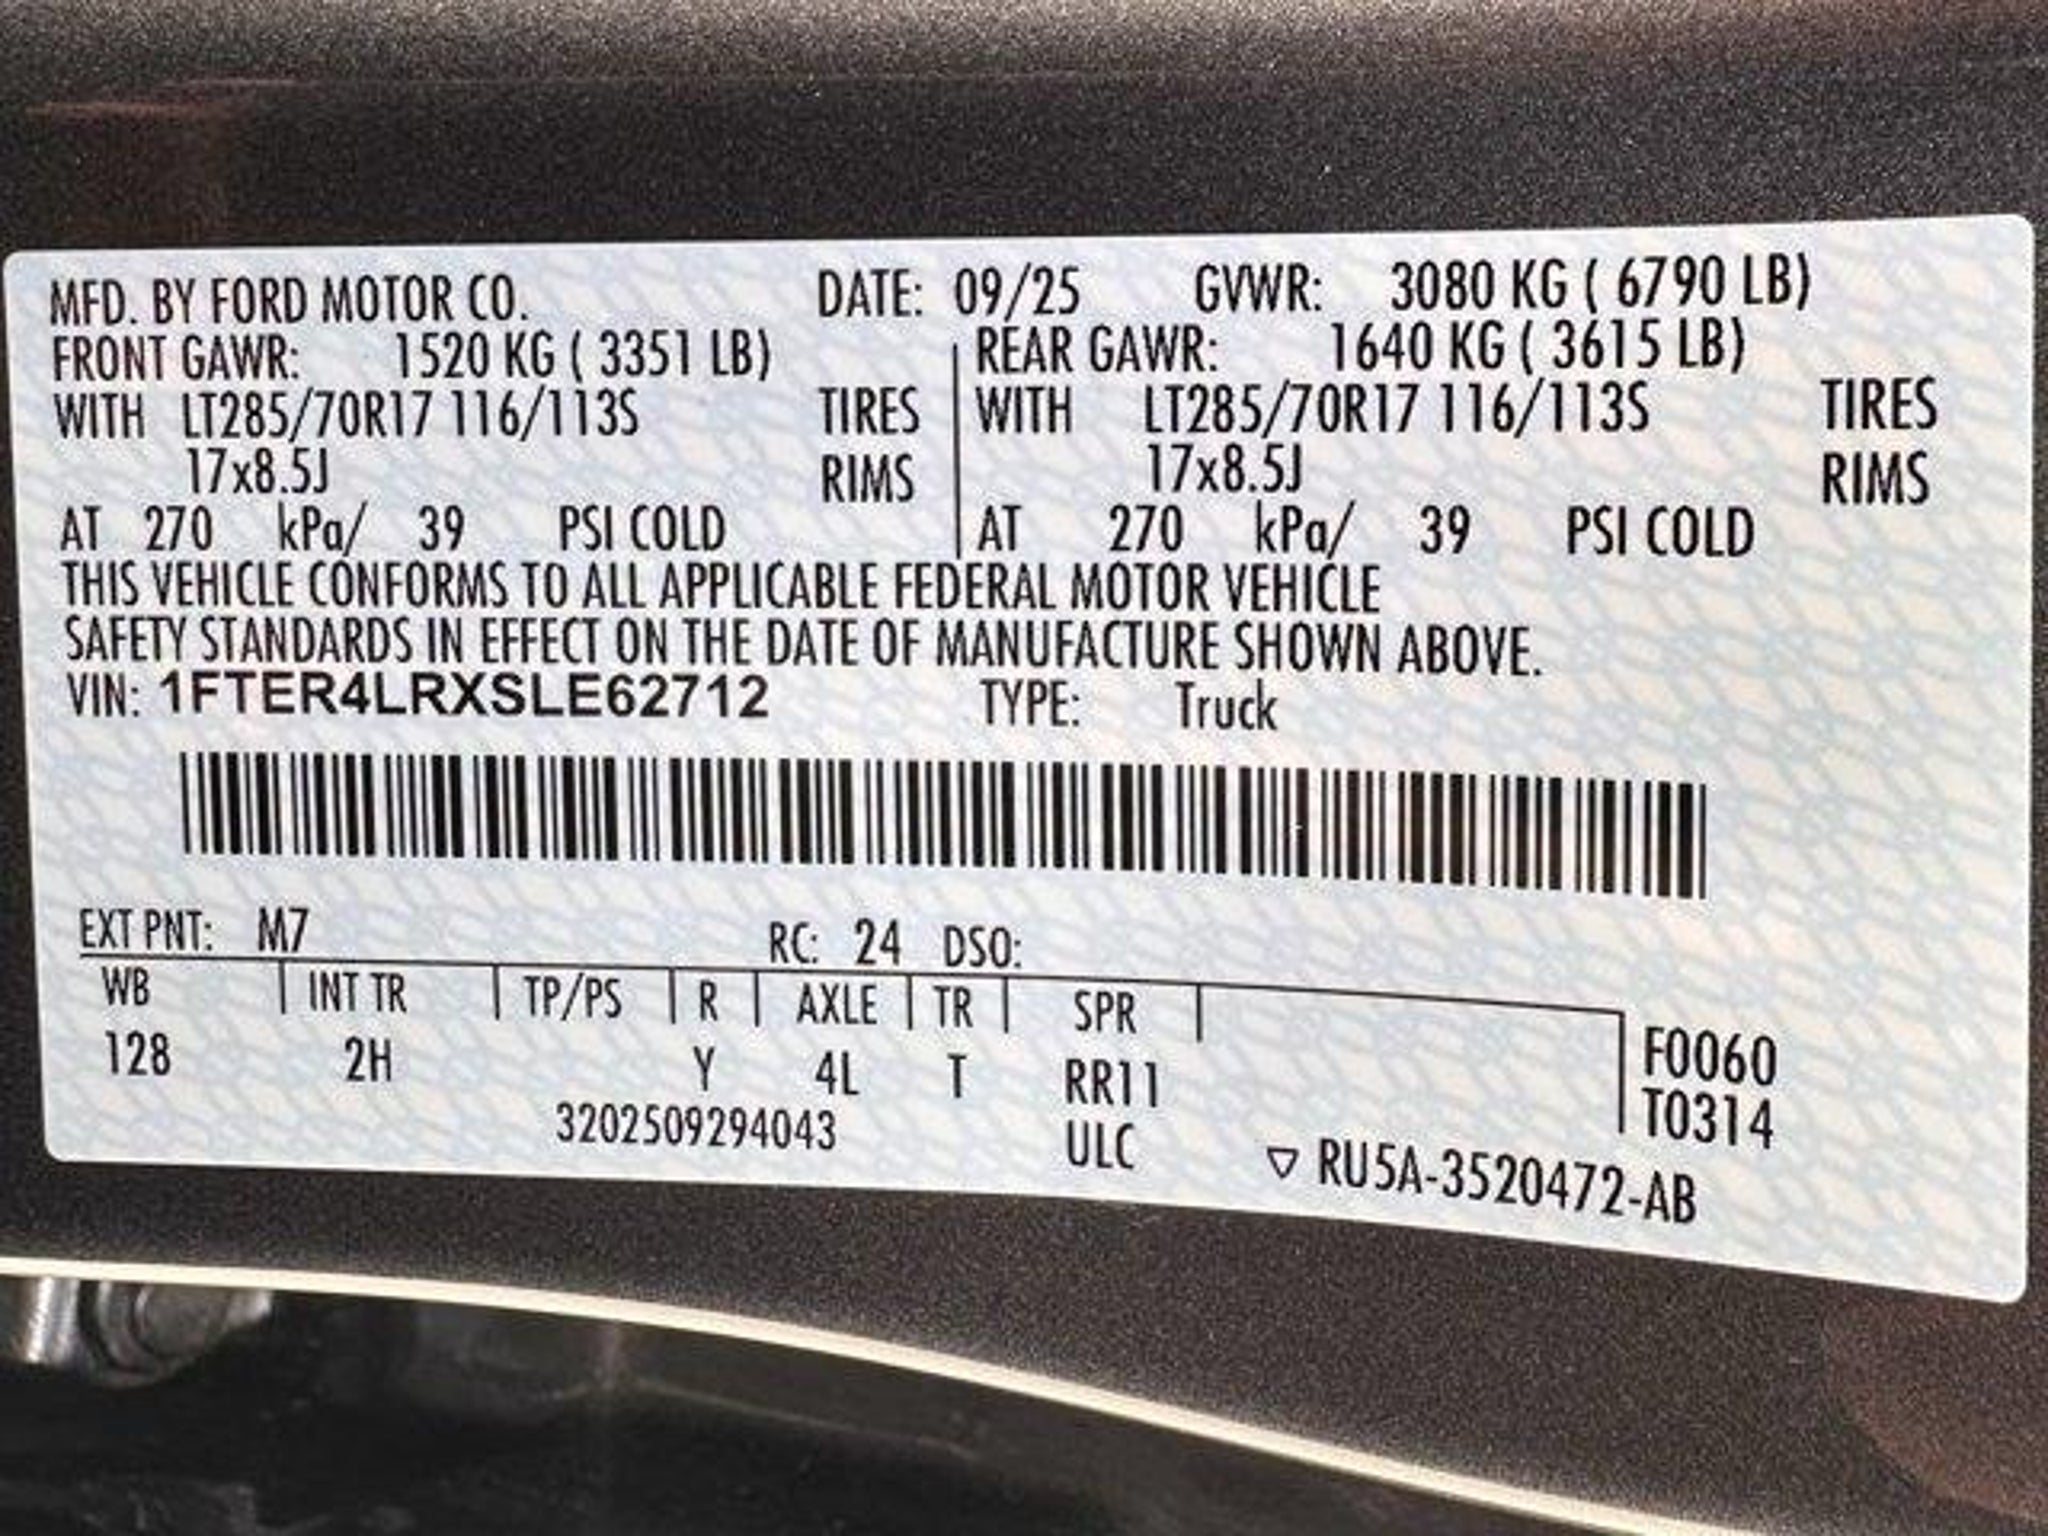 MFD. BY FORD MOTOR CO. DATE: 09/25 GVWR: 3080 KG ( 6790 LB)
FRONT GAWR: 1520 KG ( 3351 LB) REAR GAWR: 1640 KG ( 3615 LB)
WITH LT285/70R17 116/113S TIRES WITH LT285/70R17 116/113S TIRES
17x8.5J RIMS 17x8.5J RIMS
AT 270 kPa/ 39 PSI COLD AT 270 kPa/ 39 PSI COLD
THIS VEHICLE CONFORMS TO ALL APPLICABLE FEDERAL MOTOR VEHICLE
SAFETY STANDARDS IN EFFECT ON THE DATE OF MANUFACTURE SHOWN ABOVE.
VIN: 1FTER4LRXSLE62712 TYPE: Truck
EXT PNT: M7 RC: 24 DSO:
WB INT TR TP/PS R AXLE TR SPR
128 2H Y 4L T RR11 F0060
3202509294043 ULC T0314
▽ RU5A-3520472-AB